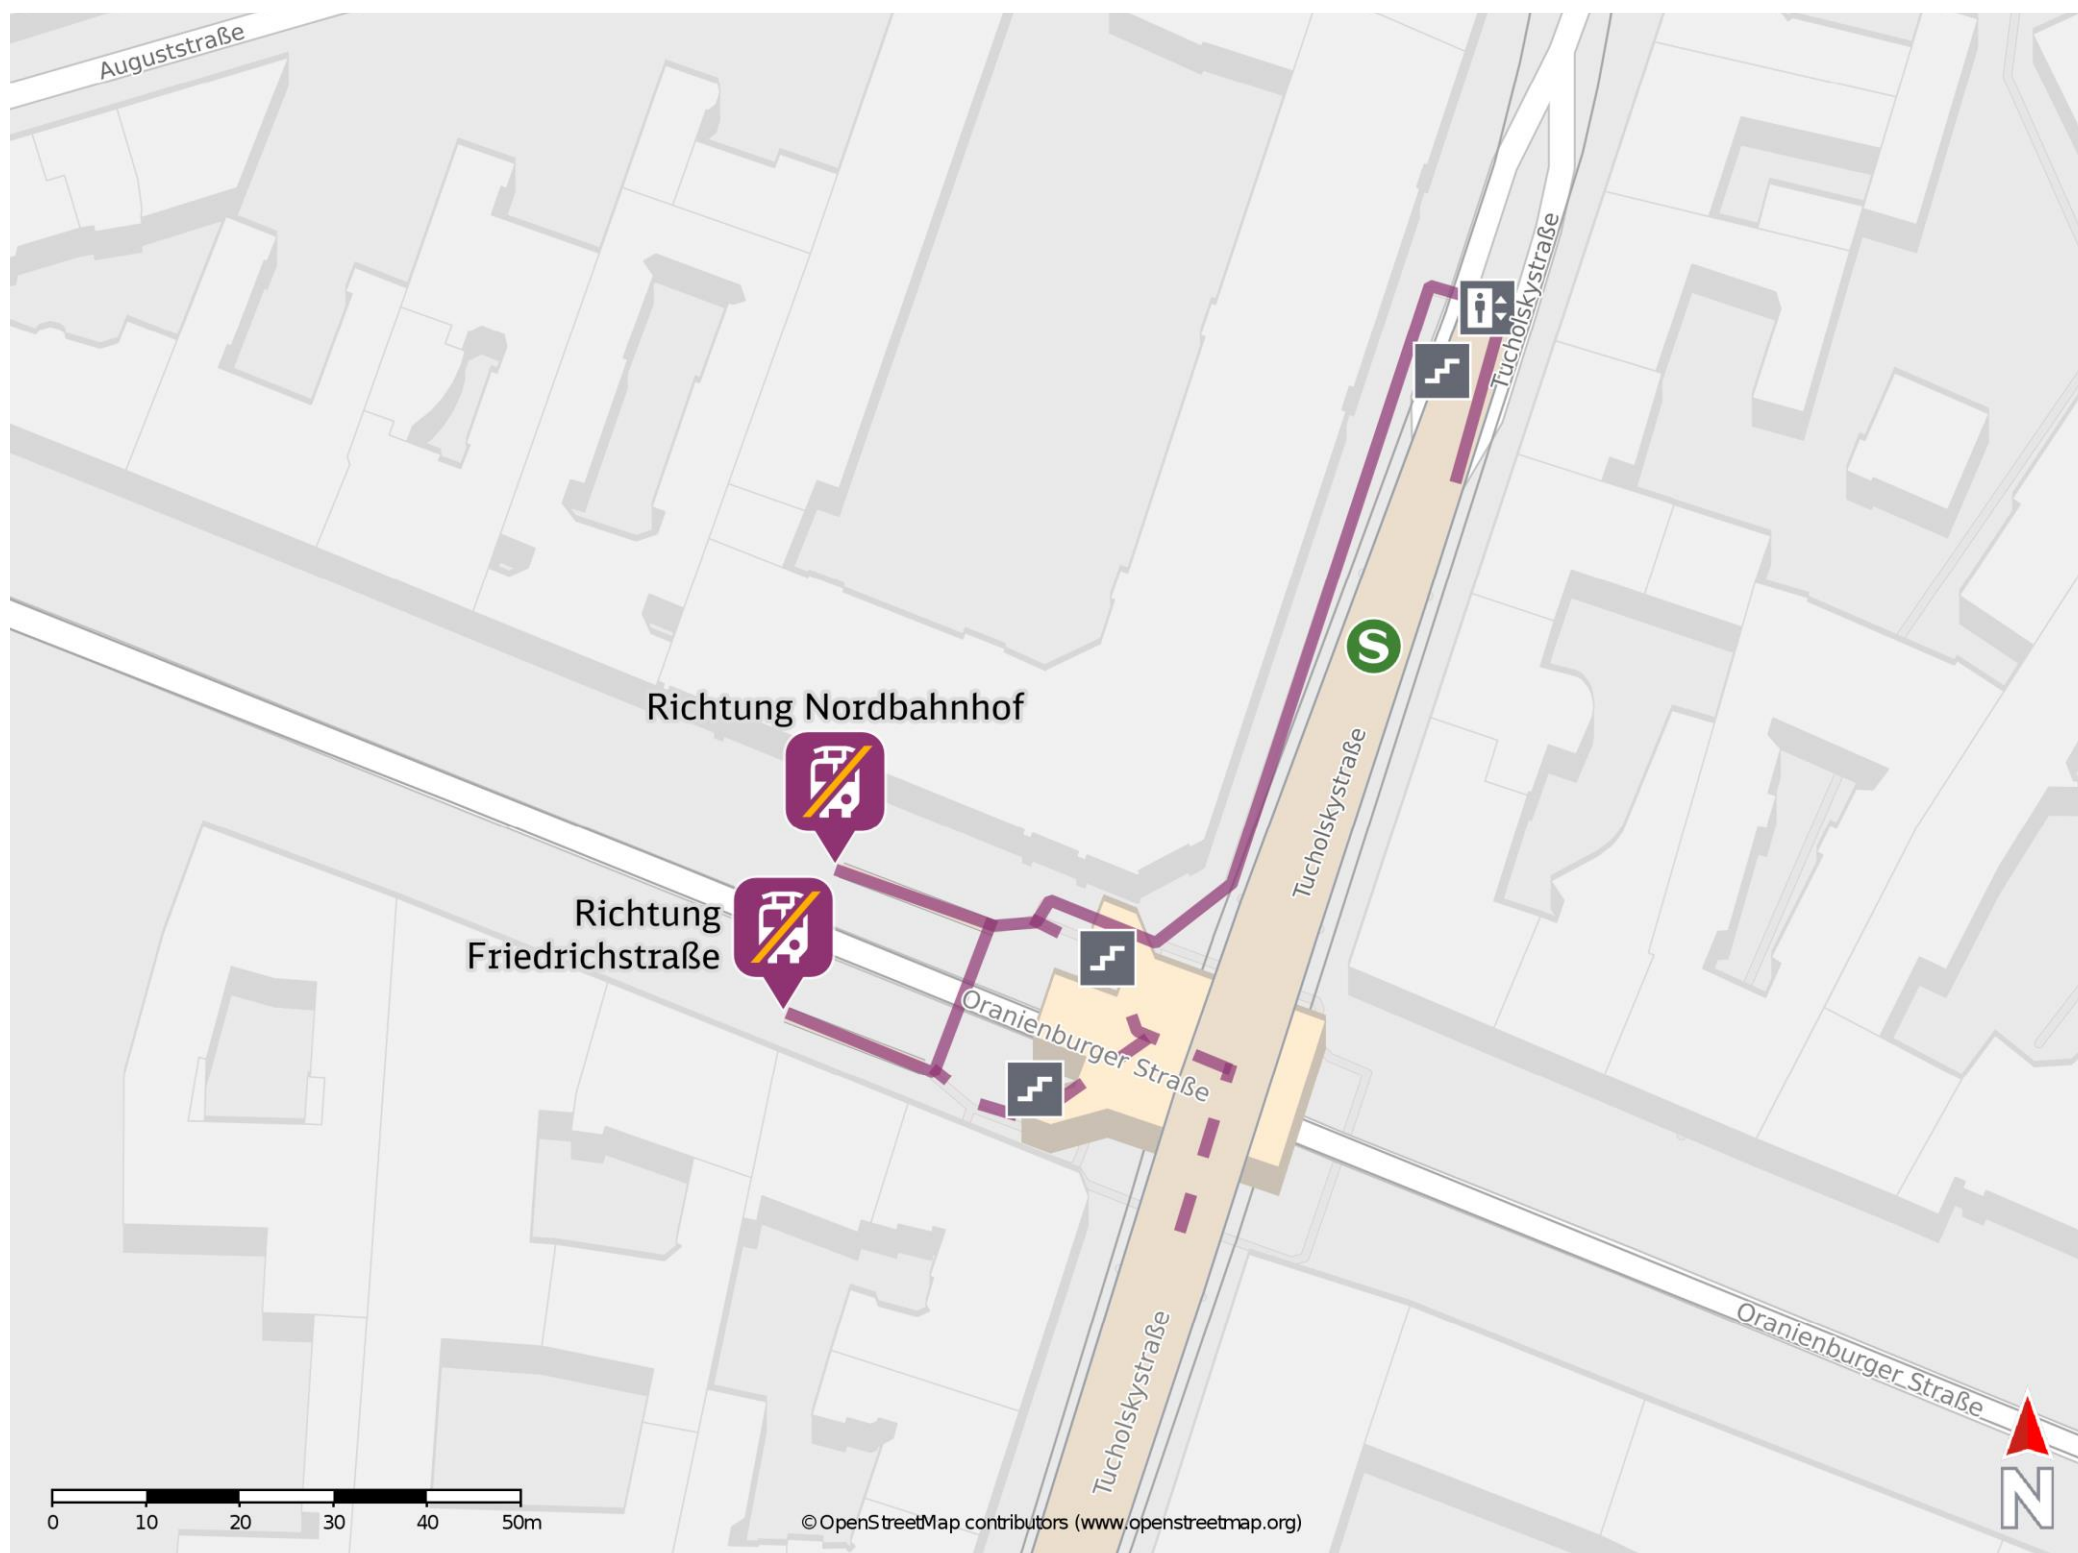 Auguststraße
Tucholskystraße
S
Richtung Nordbahnhof
Tucholskystraße
Richtung
Friedrichstraße
Oranienburger Straße
Tucholskystraße
Oranienburger Straße
N
0 10 20 30 40 50m
©OpenStreetMap contributors (www.openstreetmap.org)